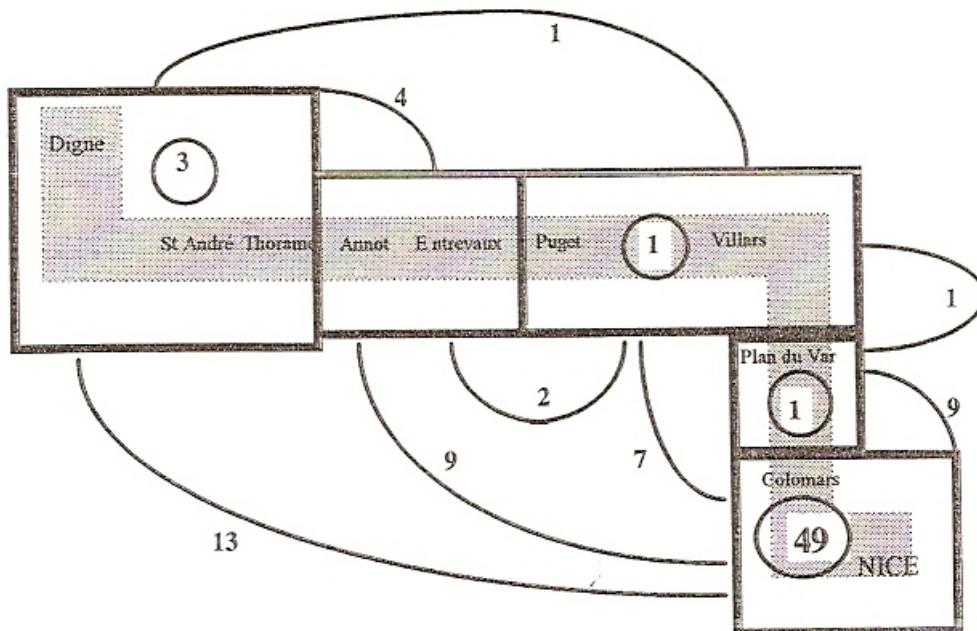 1
4
Digne
3
St André Thorame Annot Entrevaux Puget 1 Villars
1
Plan du Var
1
9
2
9
7
13
Colomars
49
NICE